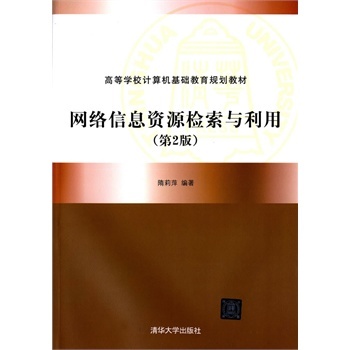 高等学校计算机基础教育规划教材
网络信息资源检索与利用
(第2版)
隋莉萍 编著
清华大学出版社